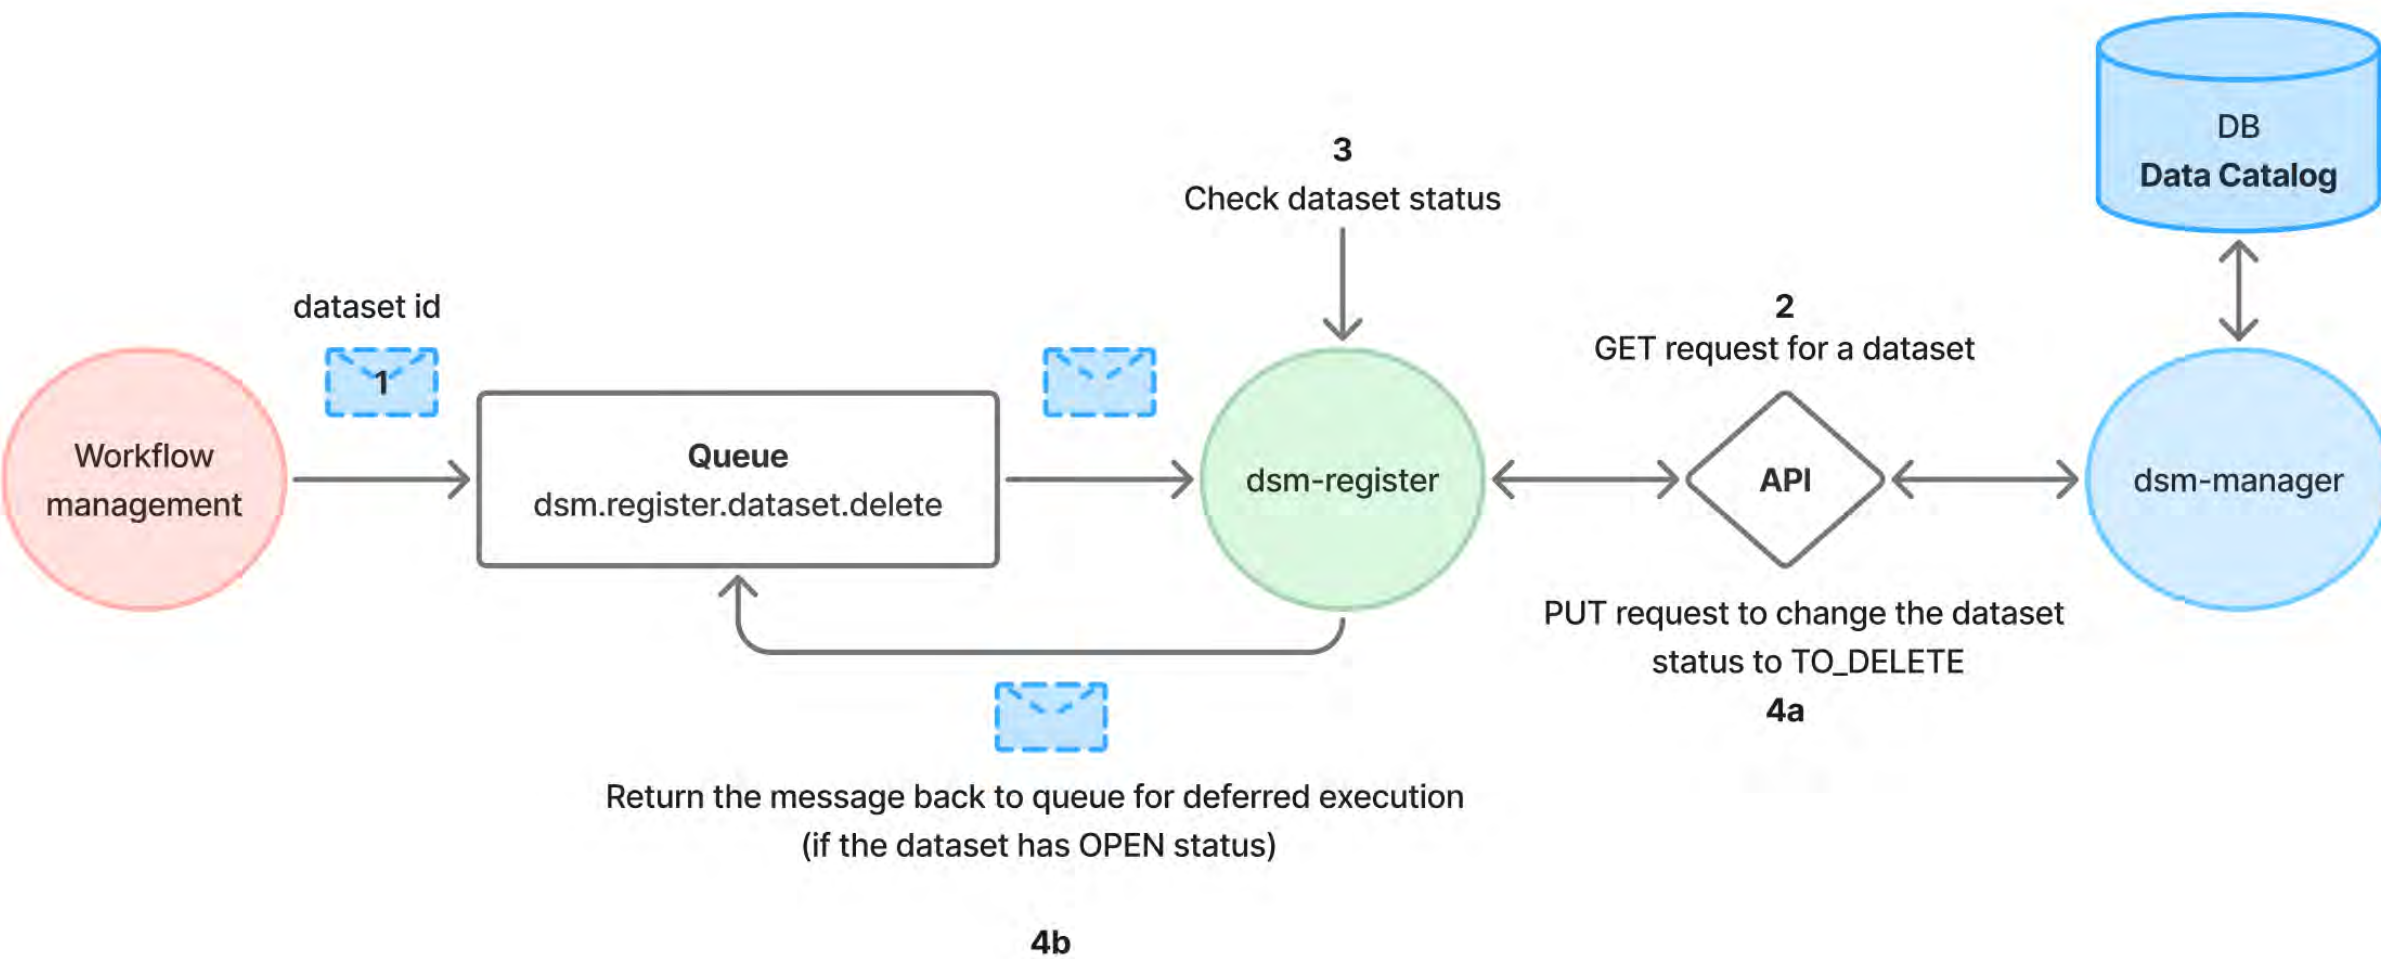 DB
Data Catalog
3
Check dataset status
dataset id
1
2
GET request for a dataset
Workflow
management
Queue
dsm.register.dataset.delete
dsm-register
API
dsm-manager
PUT request to change the dataset
status to TO_DELETE
4a
Return the message back to queue for deferred execution
(if the dataset has OPEN status)
4b